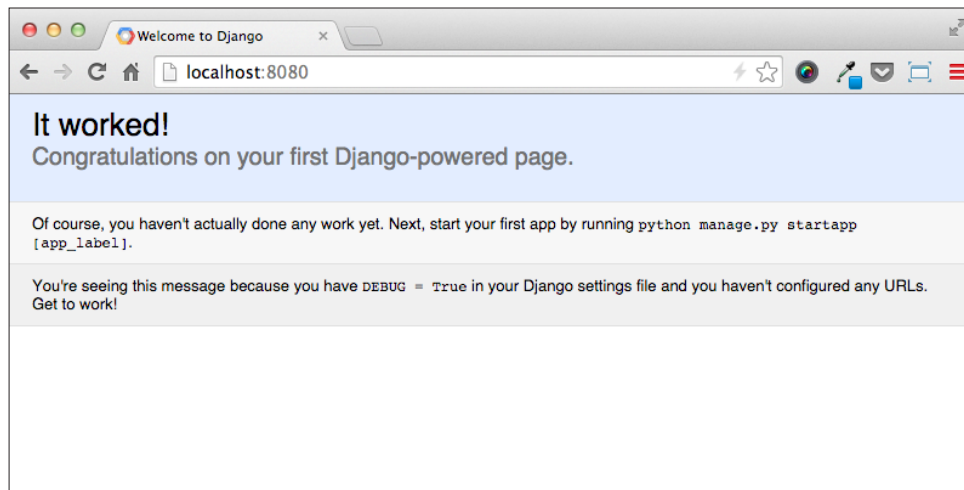 Welcome to Django
localhost:8080
It worked!
Congratulations on your first Django-powered page.
Of course, you haven't actually done any work yet. Next, start your first app by running python manage.py startapp
[app_label].
You're seeing this message because you have DEBUG = True in your Django settings file and you haven't configured any URLs.
Get to work!